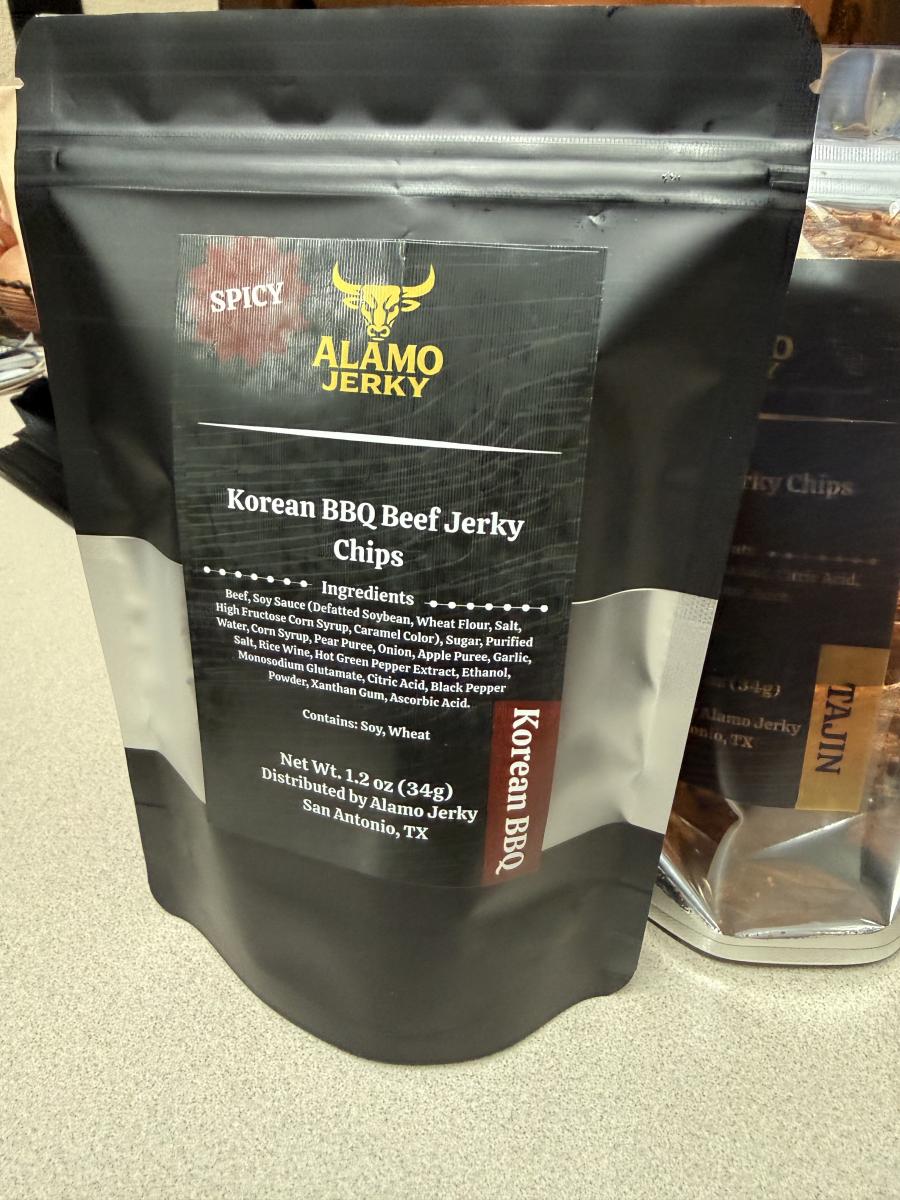 SPICY
ALAMO
JERKY
Korean BBQ Beef Jerky
Chips
Ingredients
Beef, Soy Sauce (Defatted Soybean, Wheat Flour, Salt,
High Fructose Corn Syrup, Caramel Color), Sugar, Purified
Water, Corn Syrup, Pear Puree, Onion, Apple Puree, Garlic,
Salt, Rice Wine, Hot Green Pepper Extract, Ethanol,
Monosodium Glutamate, Citric Acid, Black Pepper
Powder, Xanthan Gum, Ascorbic Acid.
Contains: Soy, Wheat
Net Wt. 1.2 oz (34g)
Distributed by Alamo Jerky
San Antonio, TX
Korean BBQ
Chips
Acid,
(34g)
Alamo Jerky
TX
TAJIN